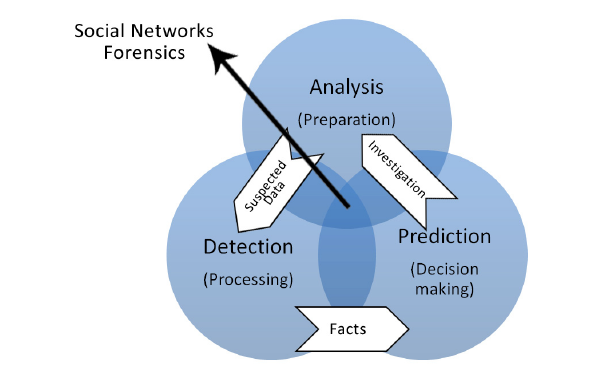 Social Networks
Forensics
Analysis
(Preparation)
Suspected
Data
Investigation
Detection
(Processing)
Prediction
(Decision
making)
Facts